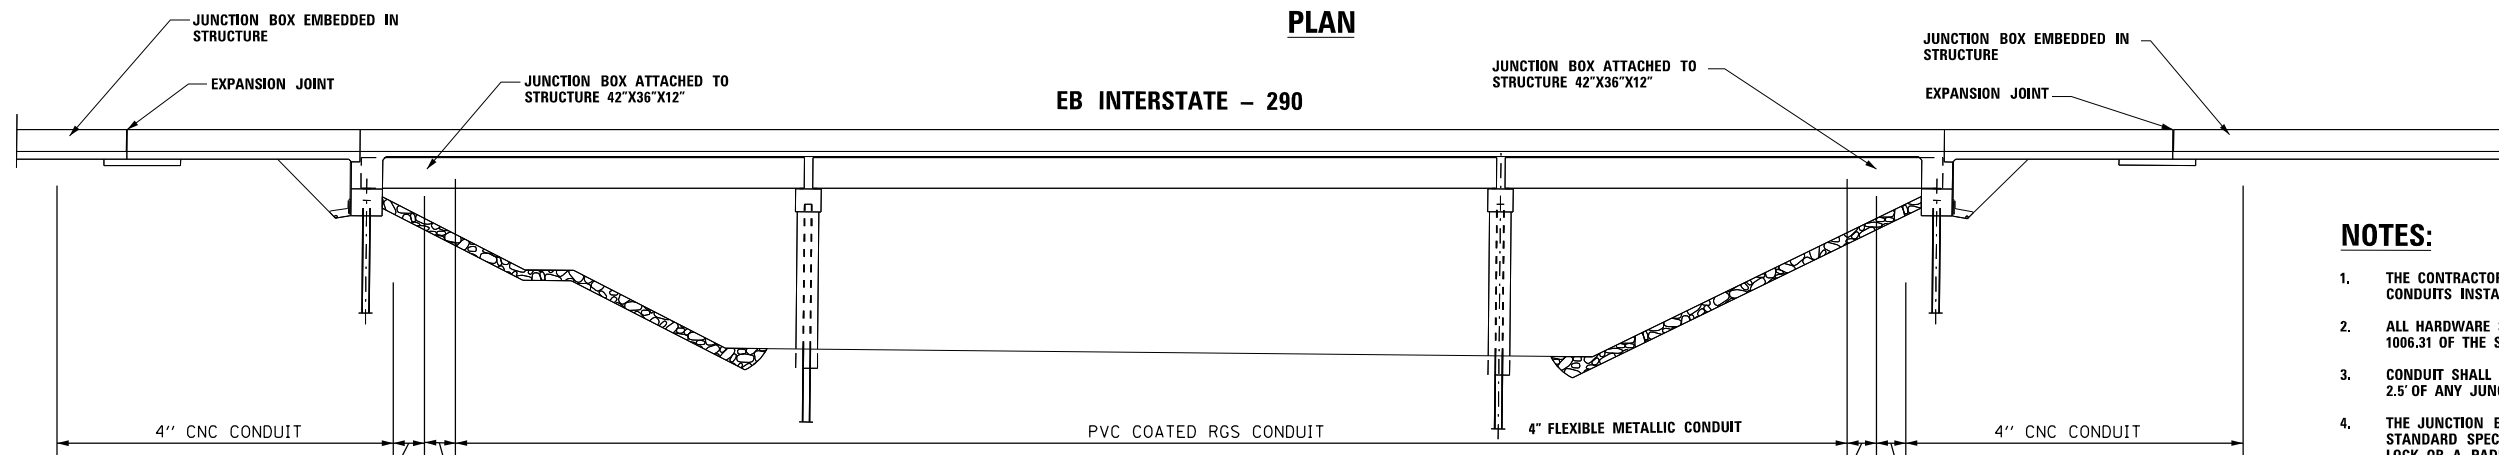 PLAN
JUNCTION BOX EMBEDDED IN
STRUCTURE
EXPANSION JOINT
JUNCTION BOX ATTACHED TO
STRUCTURE 42"X36"X12"
EB INTERSTATE - 290
JUNCTION BOX ATTACHED TO
STRUCTURE 42"X36"X12"
JUNCTION BOX EMBEDDED IN
STRUCTURE
EXPANSION JOINT
4'' CNC CONDUIT
PVC COATED RGS CONDUIT
4" FLEXIBLE METALLIC CONDUIT
4'' CNC CONDUIT
NOTES:
1. THE CONTRACTOR
CONDUITS INSTA
2. ALL HARDWARE
1006.31 OF THE S
3. CONDUIT SHALL
2.5' OF ANY JUN
4. THE JUNCTION B
STANDARD SPEC
LOCK OR A PAD